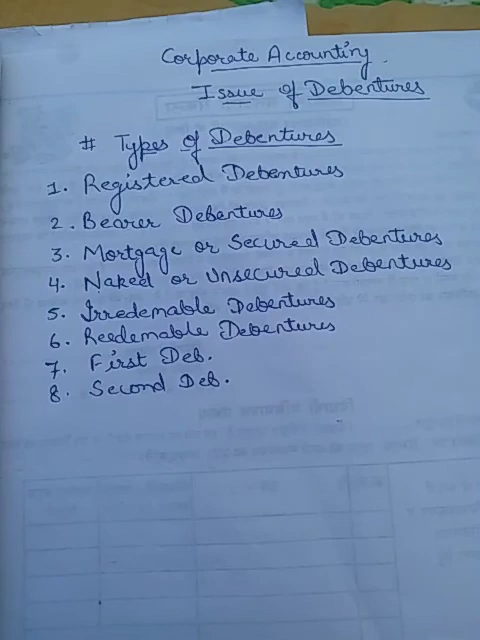 Corporate Accounting
Issue of Debentures
# Types of Debentures
1. Registered Debentures
2. Bearer Debentures
3. Mortgage or Secured Debentures
4. Naked or Unsecured Debentures
5. Irredemable Debentures
6. Reedemable Debentures
7. First Deb.
8. Second Deb.